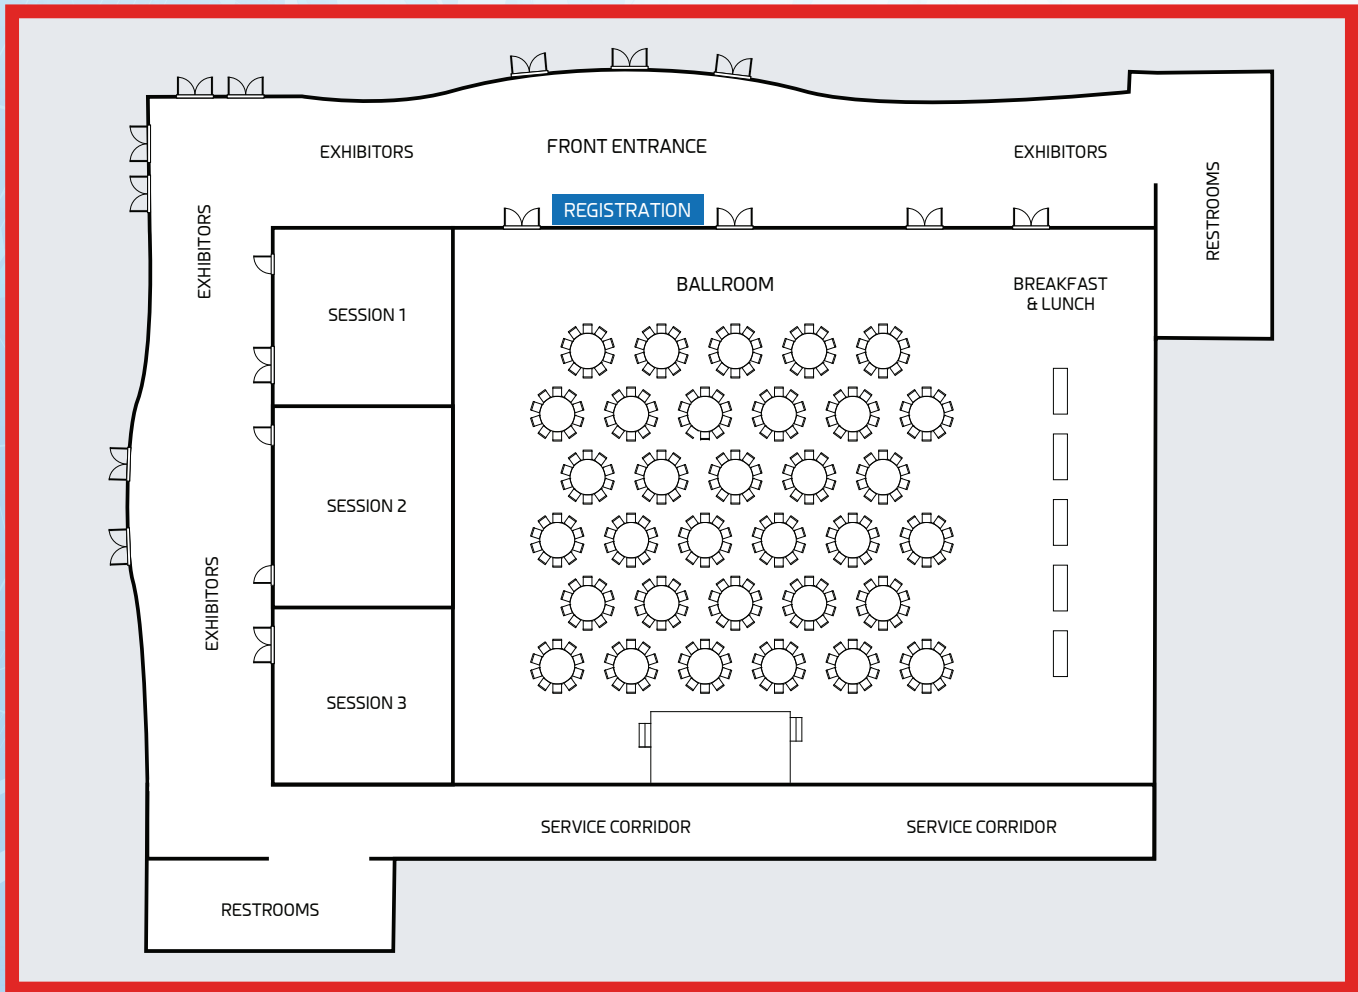 EXHIBITORS
FRONT ENTRANCE
EXHIBITORS
RESTROOMS
EXHIBITORS
REGISTRATION
BALLROOM
BREAKFAST
& LUNCH
SESSION 1
SESSION 2
EXHIBITORS
SESSION 3
SERVICE CORRIDOR
SERVICE CORRIDOR
RESTROOMS